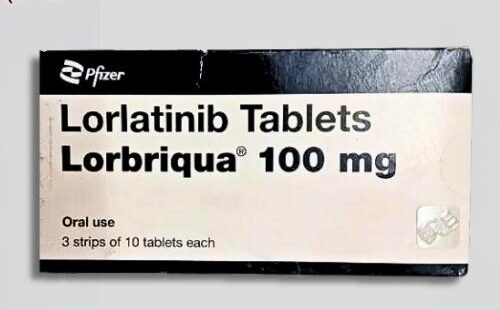 Pfizer
Lorlatinib Tablets
Lorbriqua® 100 mg
Oral use
3 strips of 10 tablets each